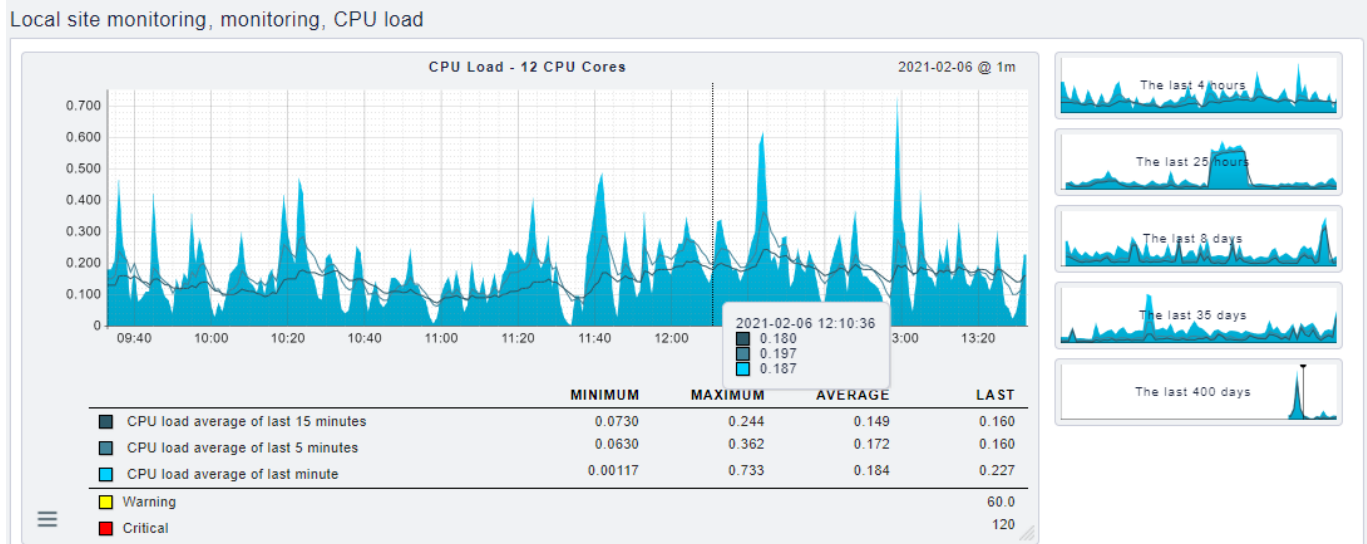 Local site monitoring, monitoring, CPU load
CPU Load - 12 CPU Cores
2021-02-06 @ 1m
0.700
0.600
0.500
0.400
0.300
0.200
0.100
0
09:40 10:00 10:20 10:40 11:00 11:20 11:40 12:00 3:00 13:20
2021-02-06 12:10:36
0.180
0.197
0.187
MINIMUM MAXIMUM AVERAGE LAST
CPU load average of last 15 minutes 0.0730 0.244 0.149 0.160
CPU load average of last 5 minutes 0.0630 0.362 0.172 0.160
CPU load average of last minute 0.00117 0.733 0.184 0.227
Warning 60.0
Critical 120
The last 4 hours
The last 25 hours
The last 8 days
The last 35 days
The last 400 days